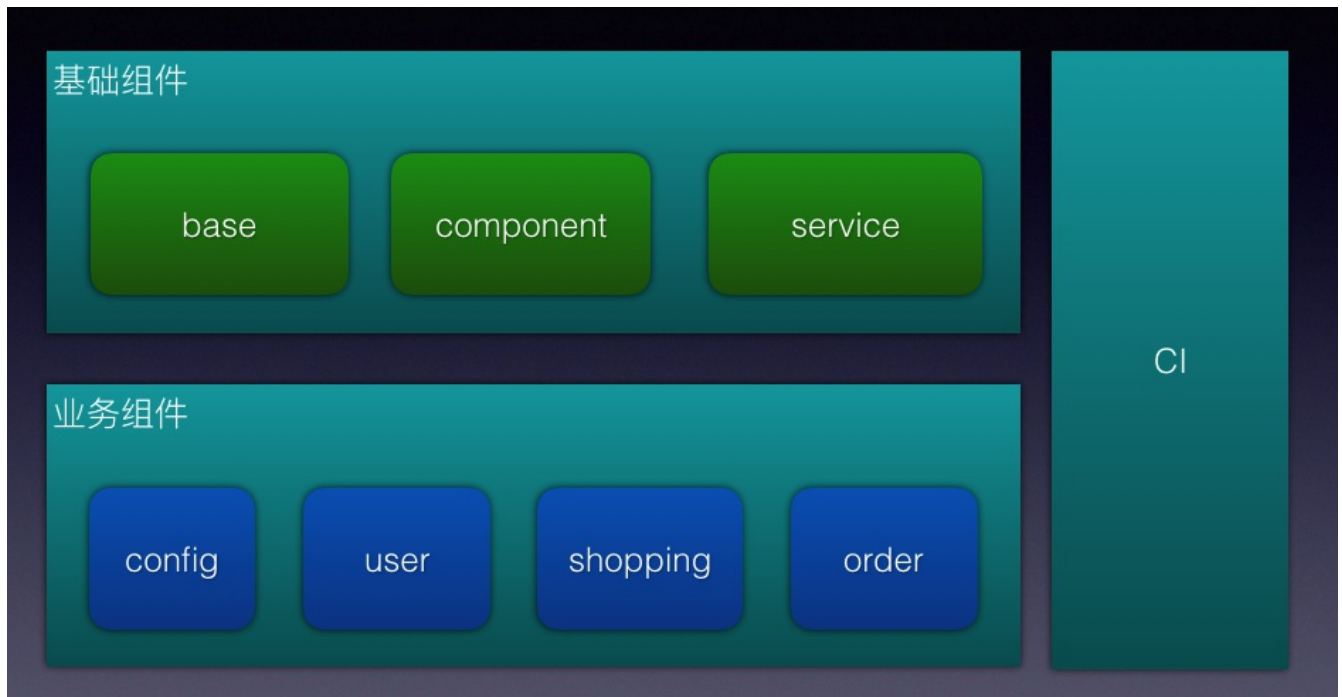 基础组件
base
component
service
业务组件
config
user
shopping
order
CI